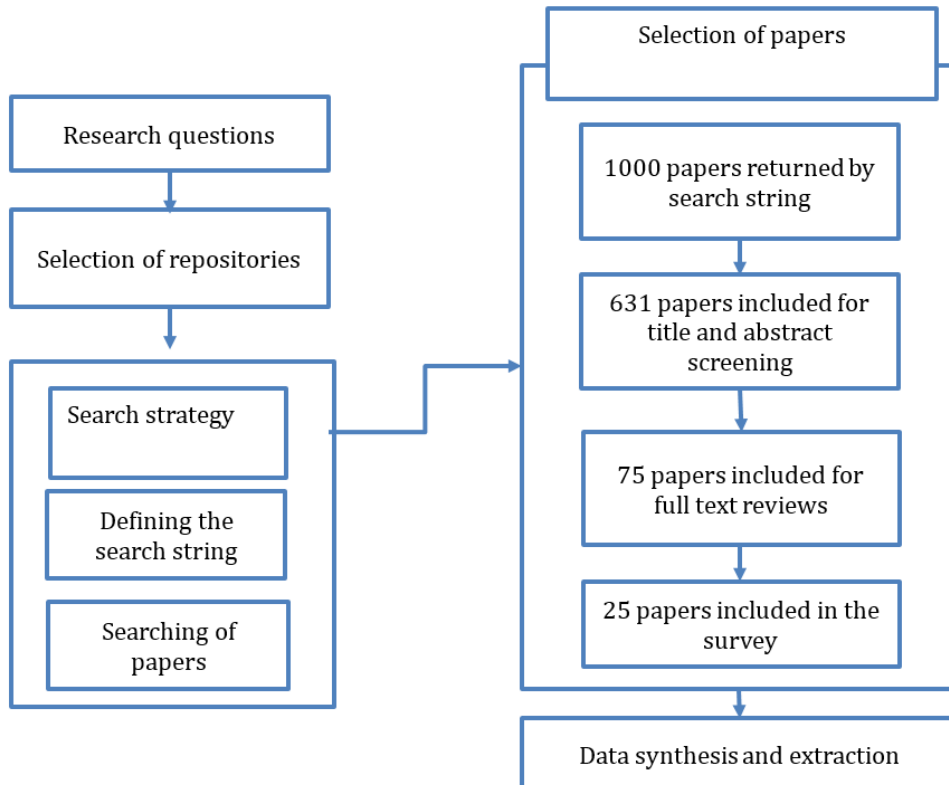 Research questions
Selection of repositories
Search strategy
Defining the
search string
Searching of
papers
Selection of papers
1000 papers returned by
search string
631 papers included for
title and abstract
screening
75 papers included for
full text reviews
25 papers included in the
survey
Data synthesis and extraction